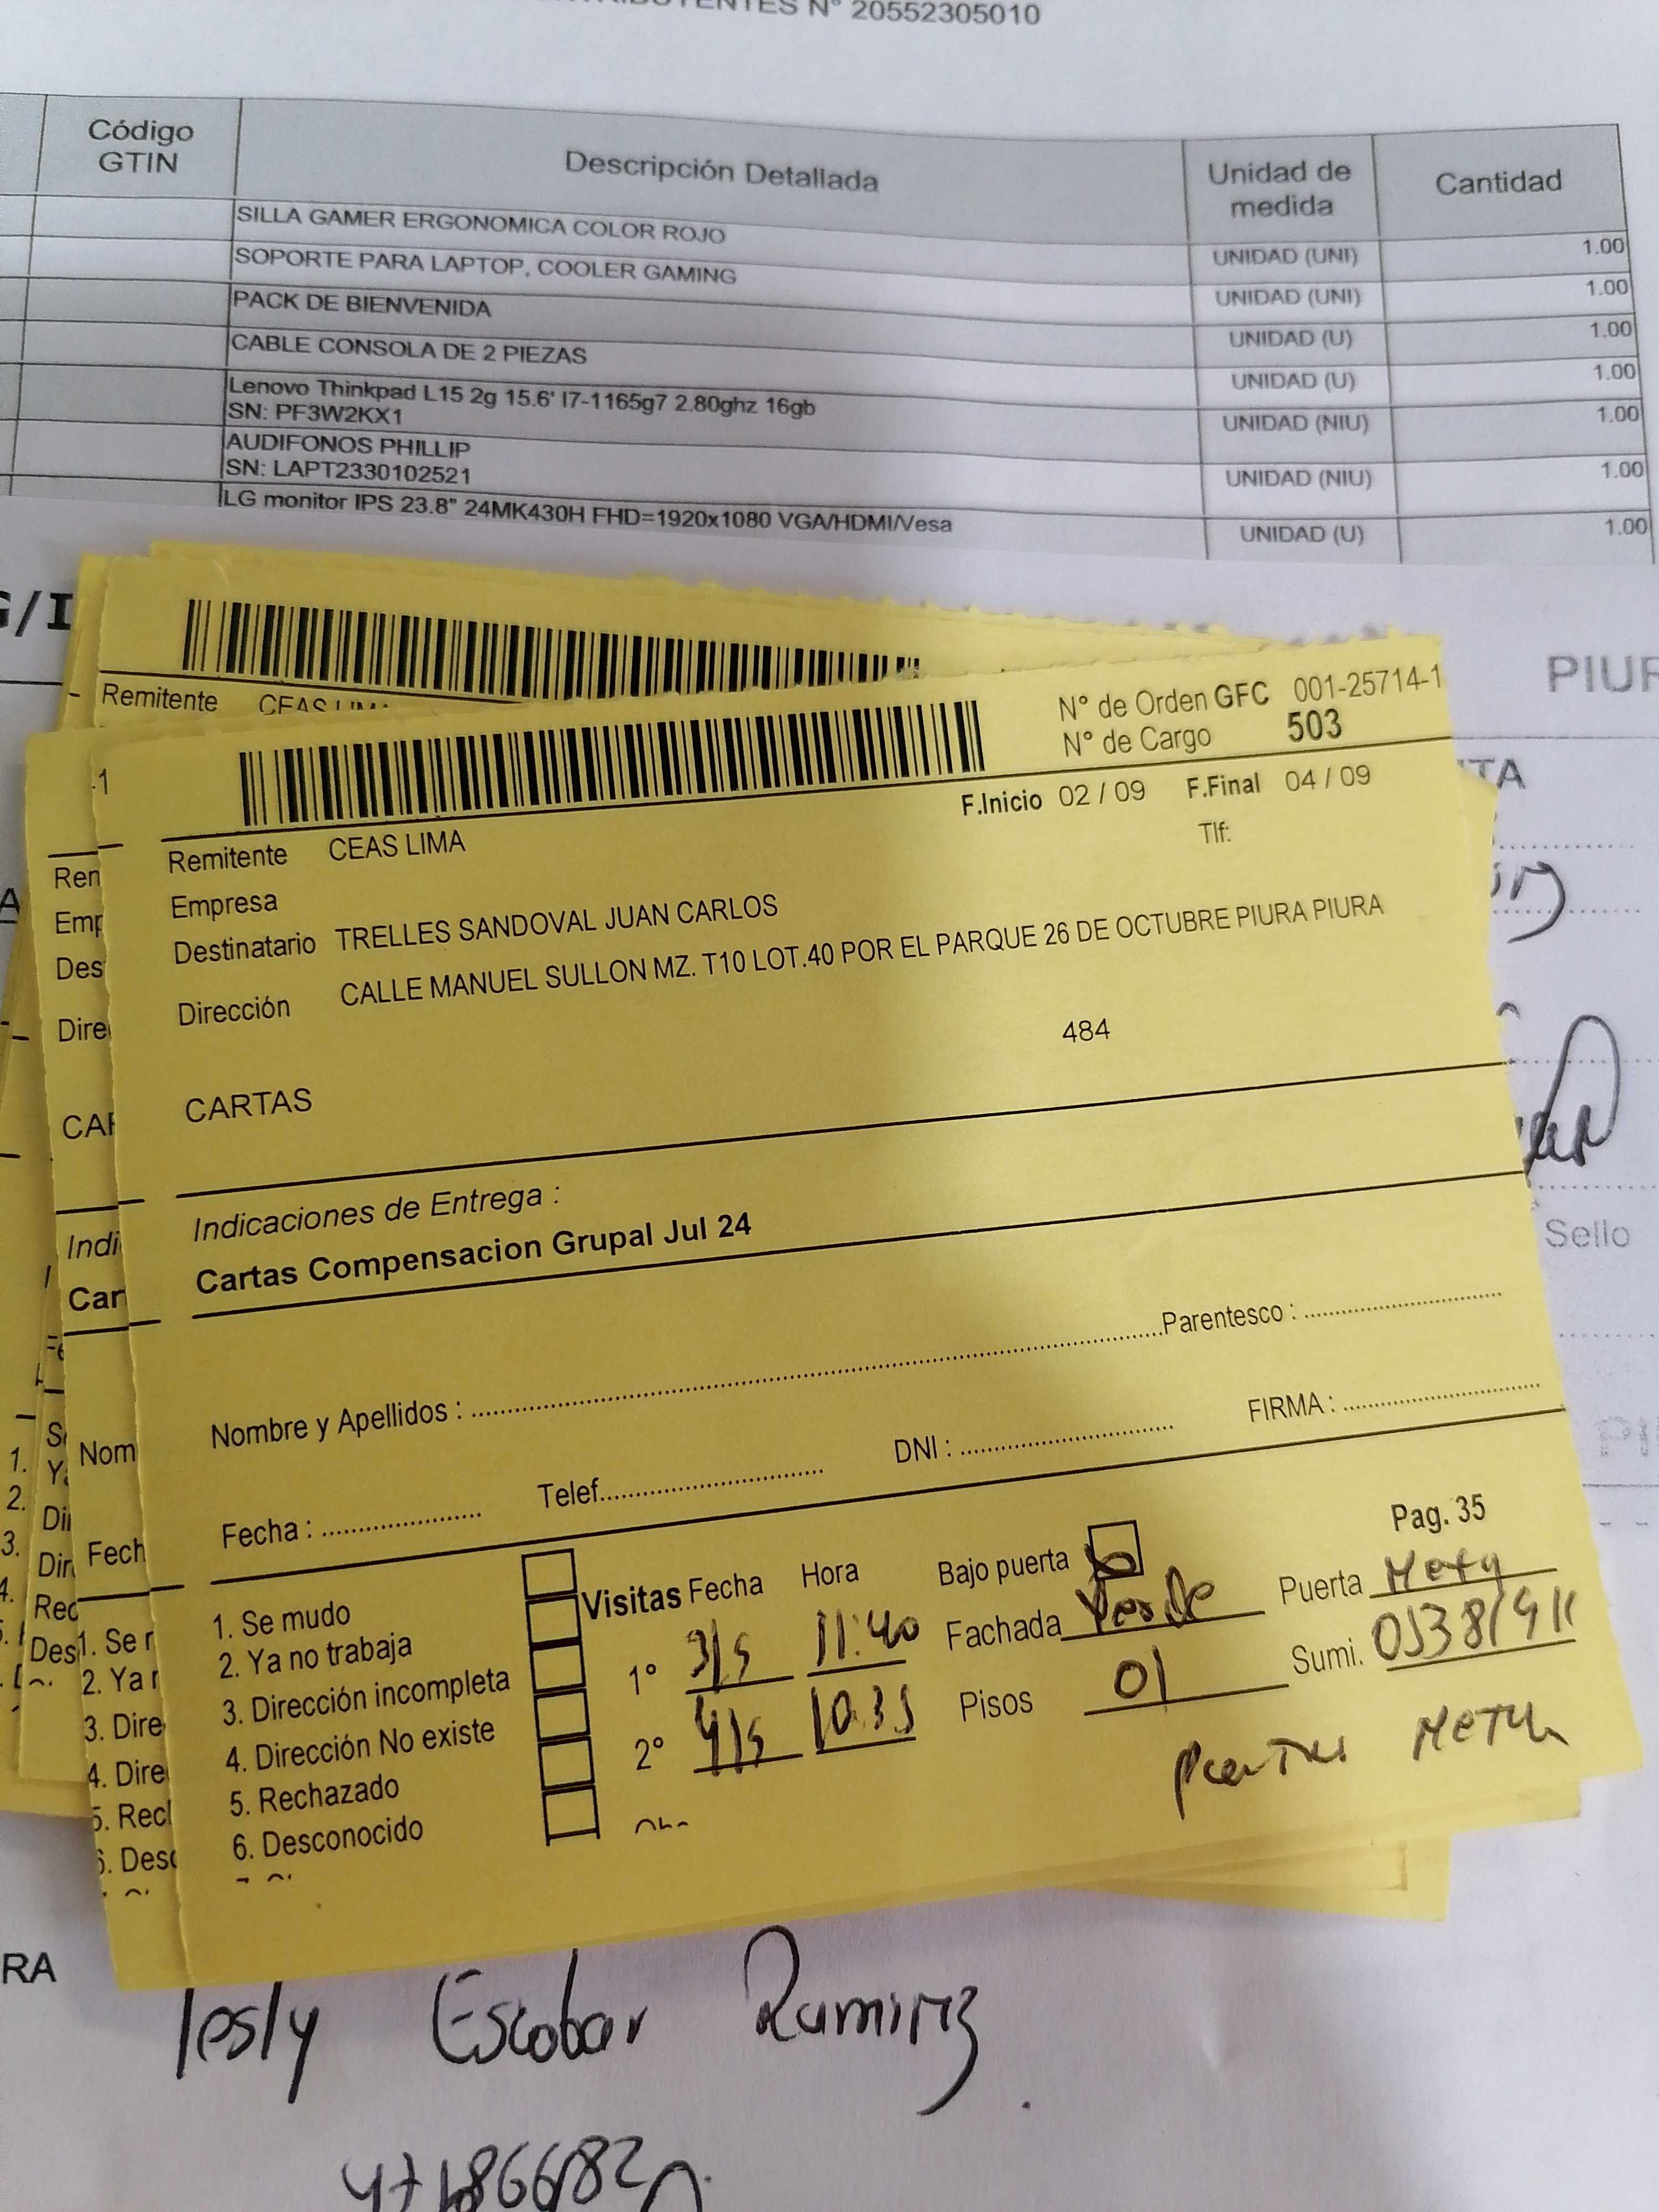 N° 20552305010
Código GTIN
Descripción Detallada
Unidad de medida
Cantidad
SILLA GAMER ERGONOMICA COLOR ROJO UNIDAD (UNI) 1.00
SOPORTE PARA LAPTOP, COOLER GAMING UNIDAD (UNI) 1.00
PACK DE BIENVENIDA UNIDAD (U) 1.00
CABLE CONSOLA DE 2 PIEZAS UNIDAD (U) 1.00
Lenovo Thinkpad L15 2g 15.6' I7-1165g7 2.80ghz 16gb UNIDAD (NIU) 1.00
SN: PF3W2KX1
AUDIFONOS PHILLIP UNIDAD (NIU) 1.00
SN: LAPT2330102521
LG monitor IPS 23.8" 24MK430H FHD=1920x1080 VGA/HDMI/Vesa UNIDAD (U) 1.00
Remitente
N° de Orden GFC 001-25714-1
N° de Cargo 503
F.Inicio 02 / 09 F.Final 04 / 09
Remitente CEAS LIMA Tlf:
Empresa
Destinatario TRELLES SANDOVAL JUAN CARLOS
Dirección CALLE MANUEL SULLON MZ. T10 LOT.40 POR EL PARQUE 26 DE OCTUBRE PIURA PIURA
484
CARTAS
Indicaciones de Entrega :
Cartas Compensacion Grupal Jul 24
Nombre y Apellidos : Parentesco :
Fecha : Telef. DNI : FIRMA :
Pag. 35
1. Se mudo
2. Ya no trabaja
3. Dirección incompleta
4. Dirección No existe
5. Rechazado
6. Desconocido
Visitas Fecha Hora
1° 11:40
2° 10.35
Bajo puerta
Fachada Verde Puerta
Pisos 01 Sumi.
Sello
RA
Escobar